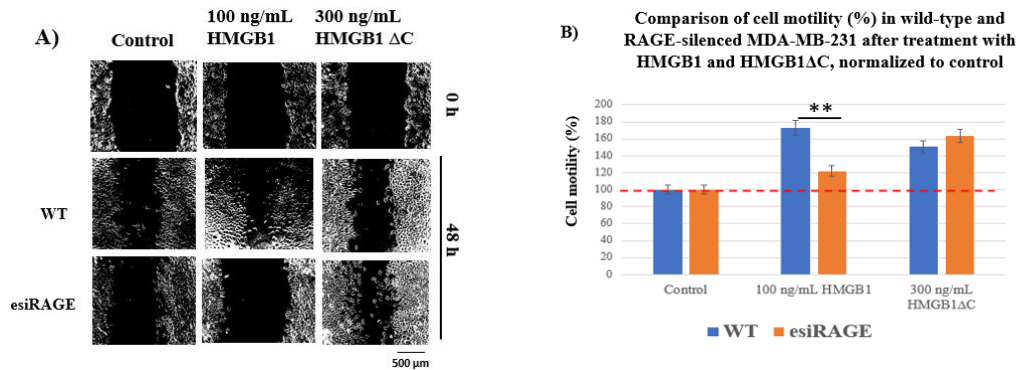 A)
Control
100 ng/mL
HMGB1
300 ng/mL
HMGB1 ΔC
0 h
WT
48 h
esiRAGE
500 µm
B)
Comparison of cell motility (%) in wild-type and
RAGE-silenced MDA-MB-231 after treatment with
HMGB1 and HMGB1ΔC, normalized to control
Cell motility (%)
200
180
160
140
120
100
80
60
40
20
0
**
Control
100 ng/mL HMGB1
300 ng/mL
HMGB1ΔC
WT
esiRAGE